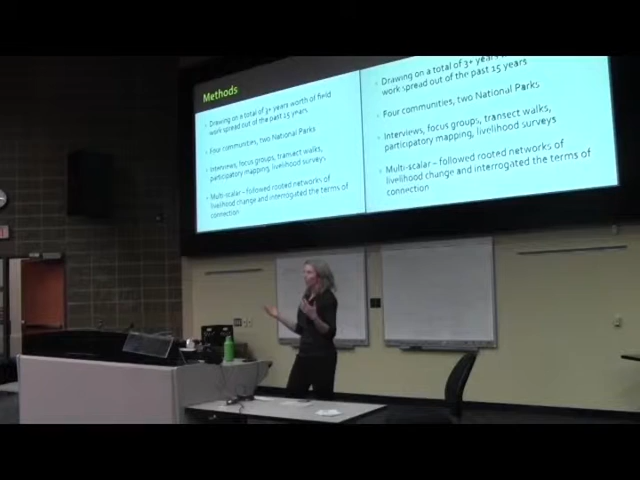 Methods
Drawing on a total of 3+ years worth of field
work spread out of the past 15 years
Four communities, two National Parks
Interviews, focus groups, transect walks,
participatory mapping, livelihood surveys
Multi-scalar – followed rooted networks of
livelihood change and interrogated the terms of
connection
Drawing on a total of 3+ years
work spread out of the past 15 years
Four communities, two National Parks
Interviews, focus groups, transect walks,
participatory mapping, livelihood surveys
Multi-scalar – followed rooted networks of
livelihood change and interrogated the terms of
connection